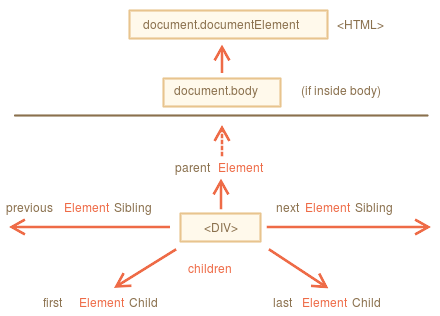 document.documentElement <HTML>
document.body (if inside body)
parent Element
previous Element Sibling next Element Sibling
<DIV>
children
first Element Child last Element Child